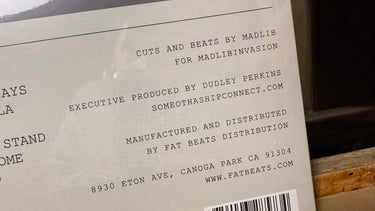 CUTS AND BEATS BY MADLIB
FOR MADLIBINVASION
AYS
LA
EXECUTIVE PRODUCED BY DUDLEY PERKINS
SOMEOTHASHIPCONNECT.COM
STAND
OME
MANUFACTURED AND DISTRIBUTED
BY FAT BEATS DISTRIBUTION
8930 ETON AVE, CANOGA PARK CA 91304
WWW.FATBEATS.COM